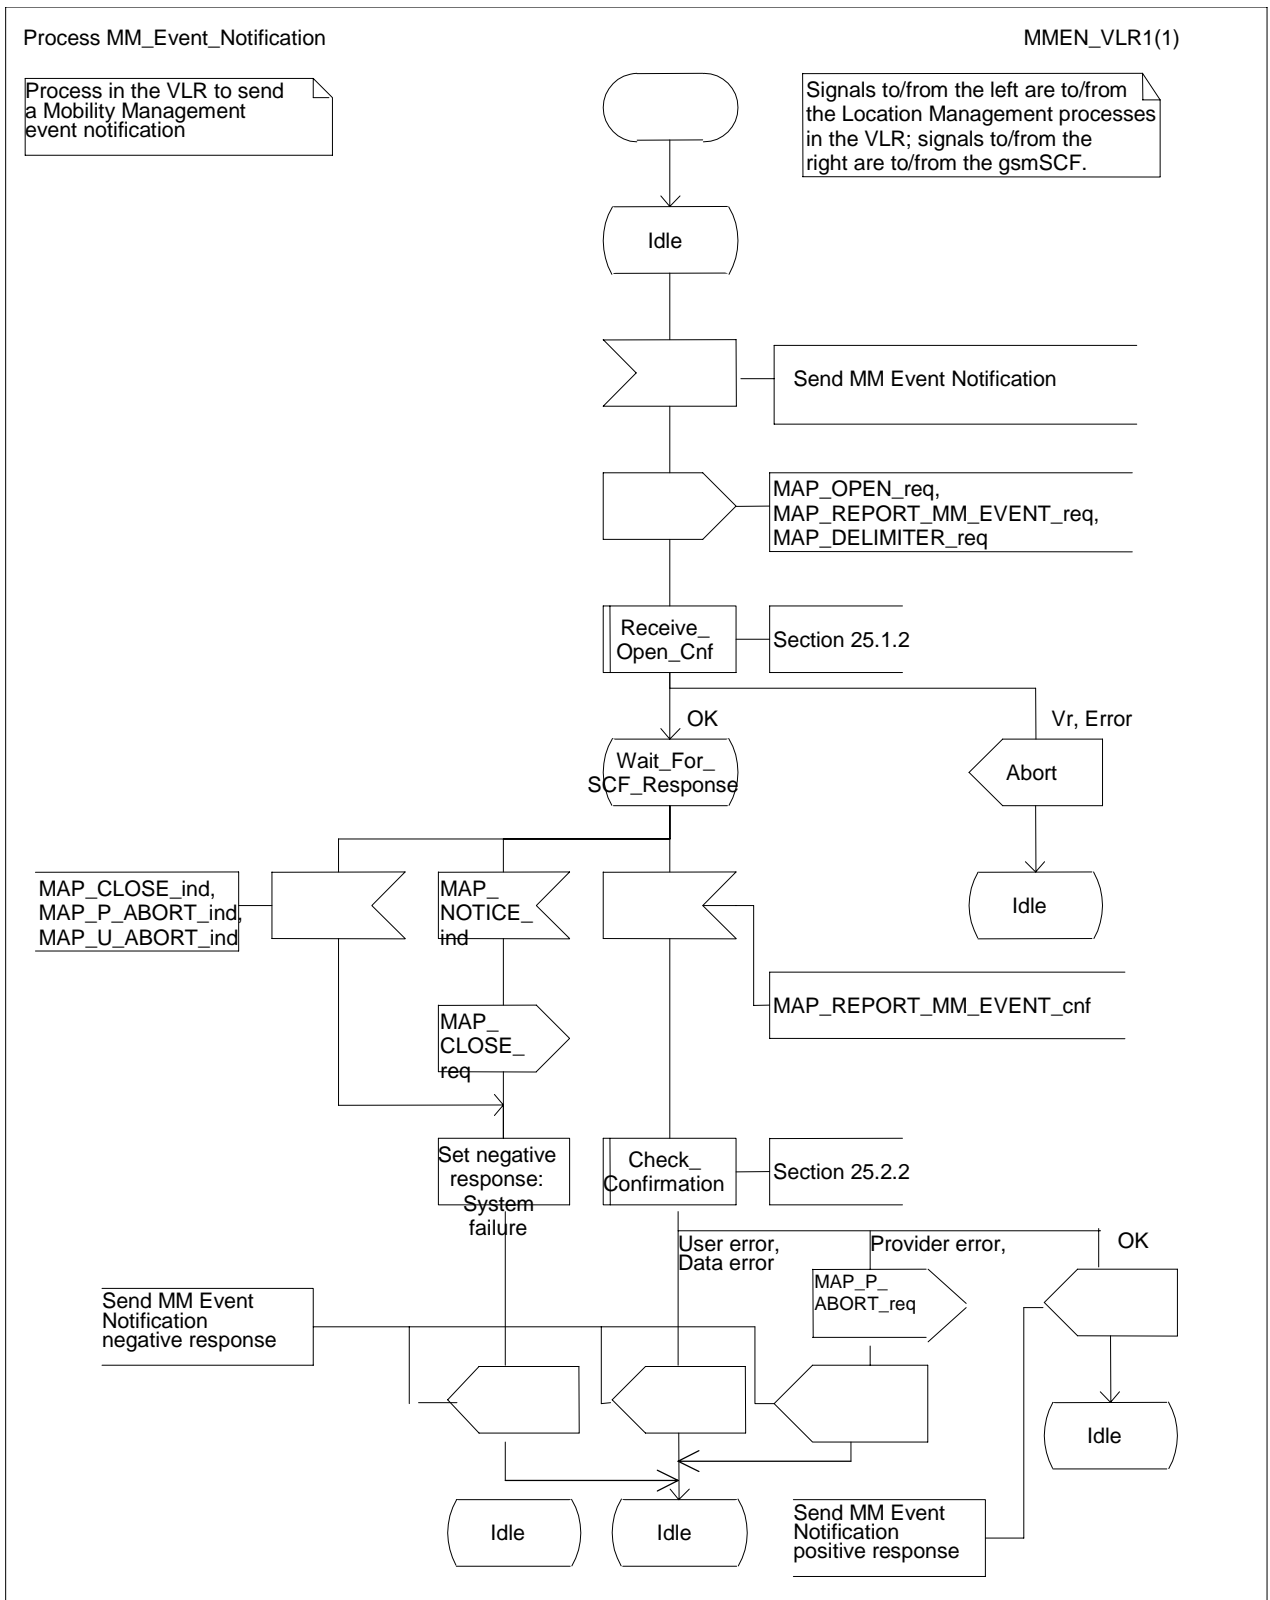 Process MM_Event_Notification
MMEN_VLR1(1)
Process in the VLR to send
a Mobility Management
event notification
Signals to/from the left are to/from
the Location Management processes
in the VLR; signals to/from the
right are to/from the gsmSCF.
Idle
Send MM Event Notification
MAP_OPEN_req,
MAP_REPORT_MM_EVENT_req,
MAP_DELIMITER_req
Receive_
Open_Cnf
Section 25.1.2
OK
Vr, Error
Wait_For_
SCF_Response
Abort
MAP_CLOSE_ind,
MAP_P_ABORT_ind,
MAP_U_ABORT_ind
MAP_
NOTICE_
ind
Idle
MAP_REPORT_MM_EVENT_cnf
MAP_
CLOSE_
req
Set negative
response:
System
failure
Check_
Confirmation
Section 25.2.2
User error,
Data error
Provider error,
OK
MAP_P_
ABORT_req
Send MM Event
Notification
negative response
Idle
Idle
Idle
Send MM Event
Notification
positive response